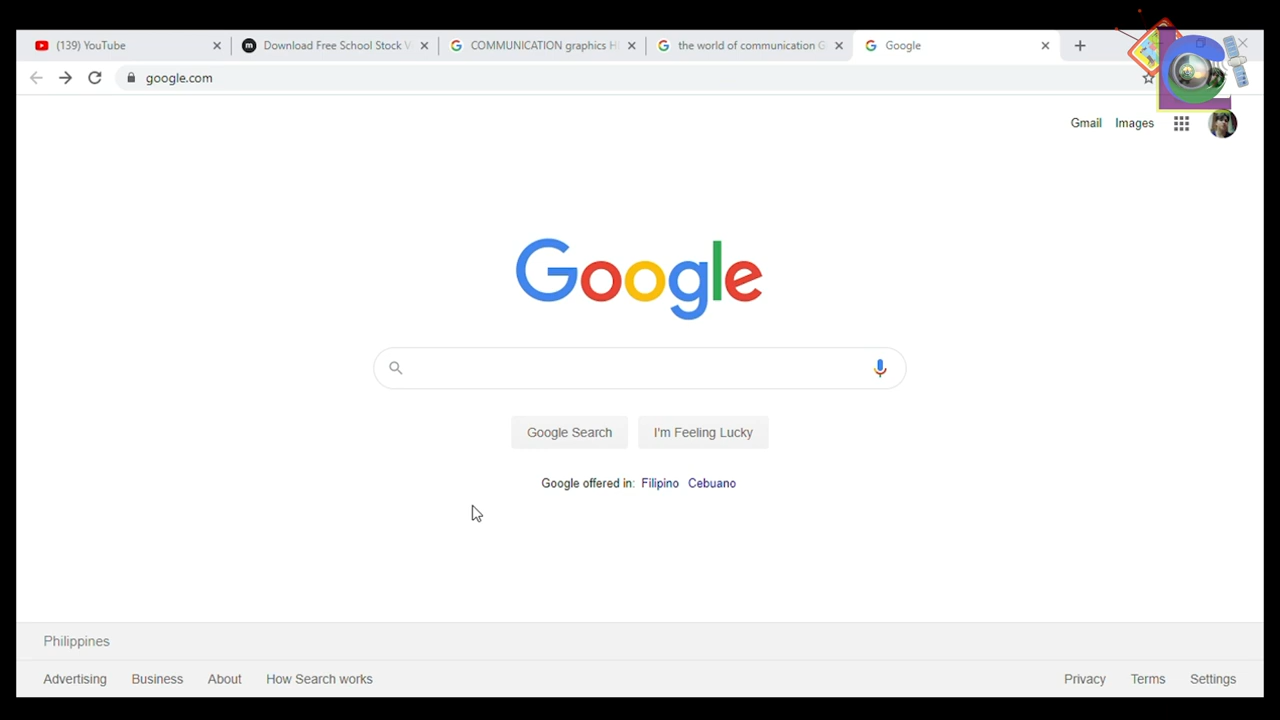 (139) YouTube
Download Free School Stock V
COMMUNICATION graphics H
the world of communication G
Google
google.com
Gmail Images
Google
Google Search I'm Feeling Lucky
Google offered in: Filipino Cebuano
Philippines
Advertising Business About How Search works Privacy Terms Settings